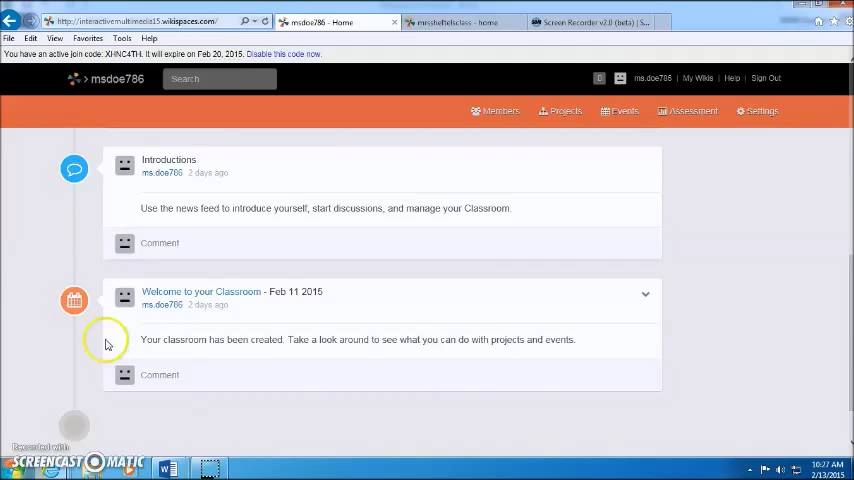 http://interactivemultimedia15.wikispaces.com/
msdoe786 - Home
mrssheftelsclass - home
Screen Recorder v2.0 (beta) | S...
File Edit View Favorites Tools Help
You have an active join code: XHNC4TH. It will expire on Feb 20, 2015. Disable this code now.
msdoe786
Search
0
ms.doe786 My Wikis Help Sign Out
Members Projects Events Assessment Settings
Introductions
ms.doe786 2 days ago
Use the news feed to introduce yourself, start discussions, and manage your Classroom.
Comment
Welcome to your Classroom - Feb 11 2015
ms.doe786 2 days ago
Your classroom has been created. Take a look around to see what you can do with projects and events.
Comment
Recorded with
SCREENCAST-O-MATIC
10:27 AM
2/13/2015